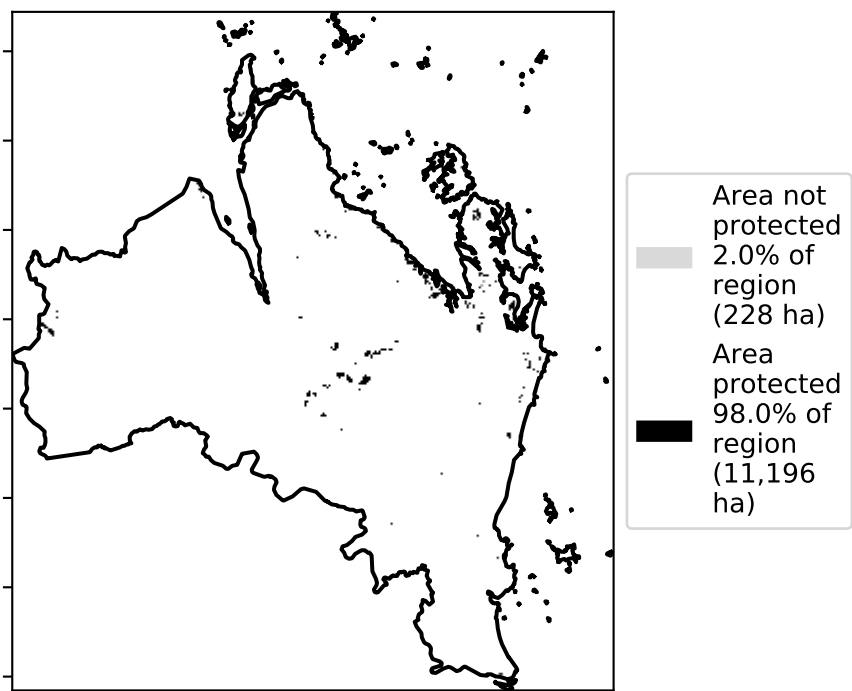 Area not
protected
2.0% of
region
(228 ha)
Area
protected
98.0% of
region
(11,196
ha)